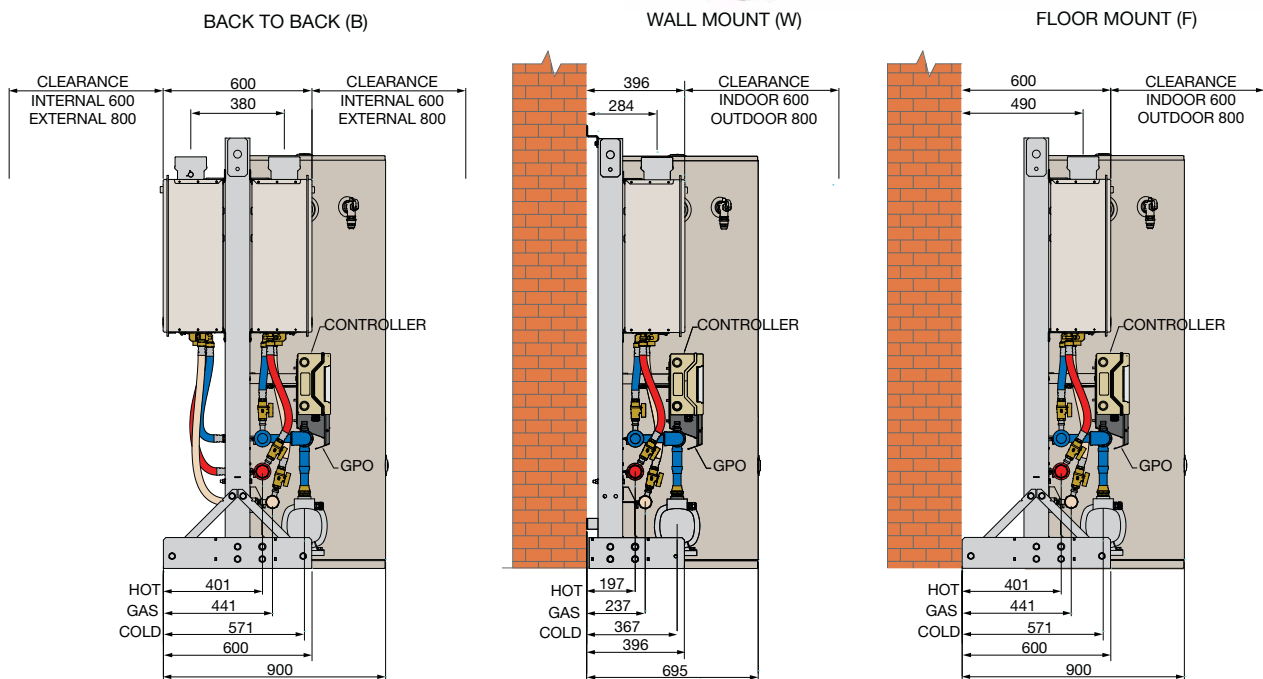 BACK TO BACK (B)
CLEARANCE
INTERNAL 600
EXTERNAL 800
600
380
CLEARANCE
INTERNAL 600
EXTERNAL 800
CONTROLLER
GPO
HOT
401
GAS
441
COLD
571
600
900
WALL MOUNT (W)
396
284
CLEARANCE
INDOOR 600
OUTDOOR 800
CONTROLLER
GPO
HOT
197
GAS
237
COLD
367
396
695
FLOOR MOUNT (F)
600
490
CLEARANCE
INDOOR 600
OUTDOOR 800
CONTROLLER
GPO
401
441
571
600
900